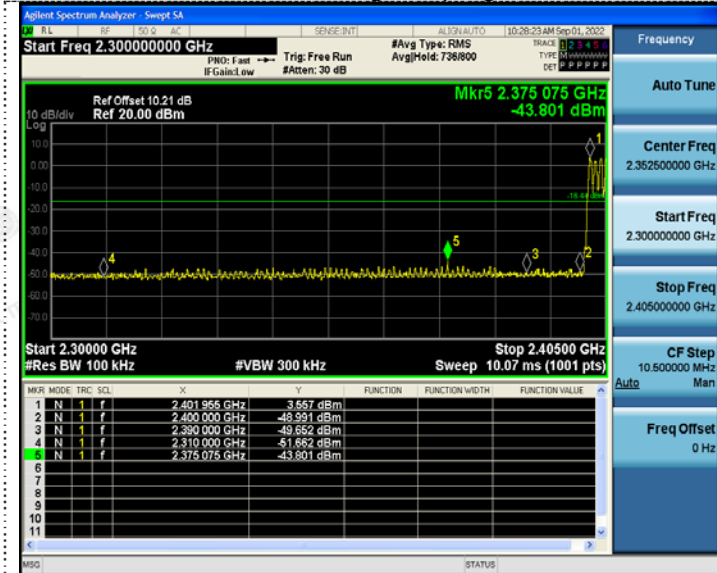 Agilent Spectrum Analyzer - Swept SA
RL RF 50 Ω AC SENSE:INT ALIGN AUTO 10:28:23 AM Sep 01, 2022
Start Freq 2.300000000 GHz
PNO: Fast
IFGain:Low
Trig: Free Run
#Atten: 30 dB
#Avg Type: RMS
Avg|Hold: 736/800
TRACE 1 2 3 4 5 6
TYPE M
DET P P P P P P
Mkr5 2.375 075 GHz
-43.801 dBm
Ref Offset 10.21 dB
10 dB/div Ref 20.00 dBm
Log
10.0
0.00
-10.0
-20.0
-30.0
-40.0
-50.0
-60.0
-70.0
1
2
3
4
5
Start 2.30000 GHz Stop 2.40500 GHz
#Res BW 100 kHz #VBW 300 kHz Sweep 10.07 ms (1001 pts)
MKR MODE TRC SCL X Y FUNCTION FUNCTION WIDTH FUNCTION VALUE
1 N 1 f 2.401 955 GHz 3.557 dBm
2 N 1 f 2.400 000 GHz -48.991 dBm
3 N 1 f 2.390 000 GHz -49.652 dBm
4 N 1 f 2.310 000 GHz -51.662 dBm
5 N 1 f 2.375 075 GHz -43.801 dBm
6
7
8
9
10
11
MSG STATUS
Frequency
Auto Tune
Center Freq
2.352500000 GHz
Start Freq
2.300000000 GHz
Stop Freq
2.405000000 GHz
CF Step
10.500000 MHz
Auto Man
Freq Offset
0 Hz